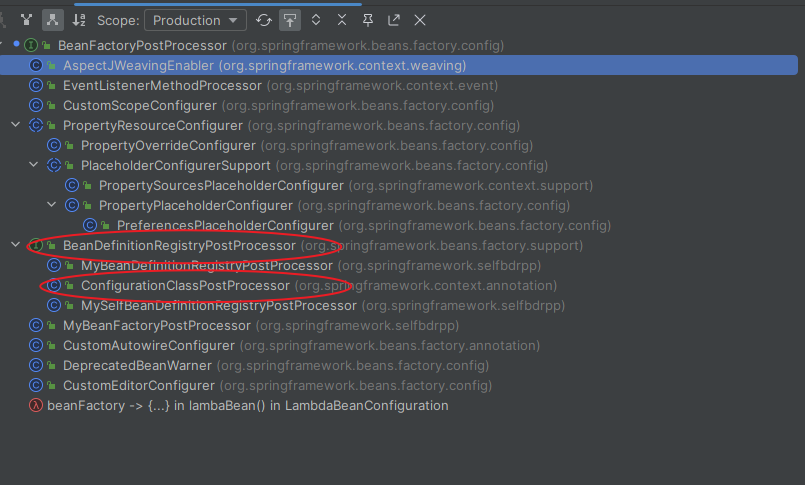 Scope: Production
BeanFactoryPostProcessor (org.springframework.beans.factory.config)
AspectJWeavingEnabler (org.springframework.context.weaving)
EventListenerMethodProcessor (org.springframework.context.event)
CustomScopeConfigurer (org.springframework.beans.factory.config)
PropertyResourceConfigurer (org.springframework.beans.factory.config)
PropertyOverrideConfigurer (org.springframework.beans.factory.config)
PlaceholderConfigurerSupport (org.springframework.beans.factory.config)
PropertySourcesPlaceholderConfigurer (org.springframework.context.support)
PropertyPlaceholderConfigurer (org.springframework.beans.factory.config)
PreferencesPlaceholderConfigurer (org.springframework.beans.factory.config)
BeanDefinitionRegistryPostProcessor (org.springframework.beans.factory.support)
MyBeanDefinitionRegistryPostProcessor (org.springframework.selfbdrpp)
ConfigurationClassPostProcessor (org.springframework.context.annotation)
MySelfBeanDefinitionRegistryPostProcessor (org.springframework.selfbdrpp)
MyBeanFactoryPostProcessor (org.springframework.selfbdrpp)
CustomAutowireConfigurer (org.springframework.beans.factory.annotation)
DeprecatedBeanWarner (org.springframework.beans.factory.config)
CustomEditorConfigurer (org.springframework.beans.factory.config)
beanFactory -> {...} in lambaBean() in LambdaBeanConfiguration